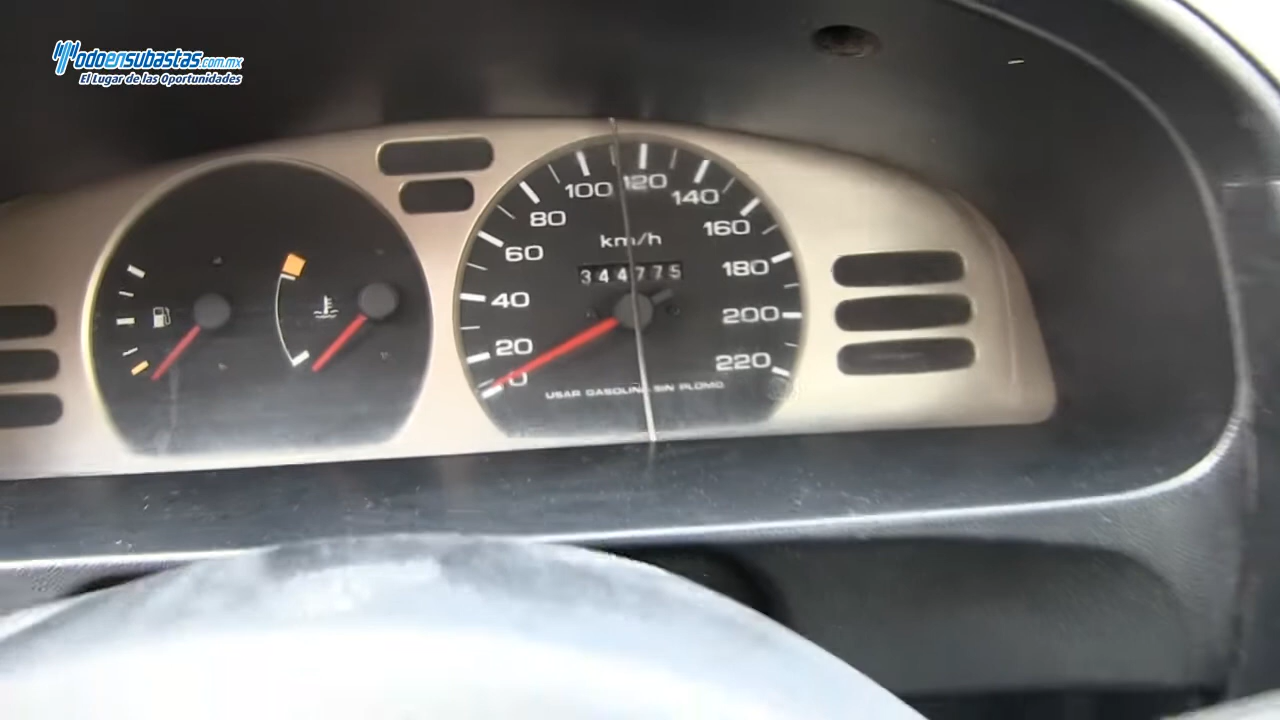 Todoensubastas.com.mx
El Lugar de las Oportunidades
100 120
80 140
60 km/h 160
344775 180
40 200
20 220
0
USAR GASOLINA SIN PLOMO